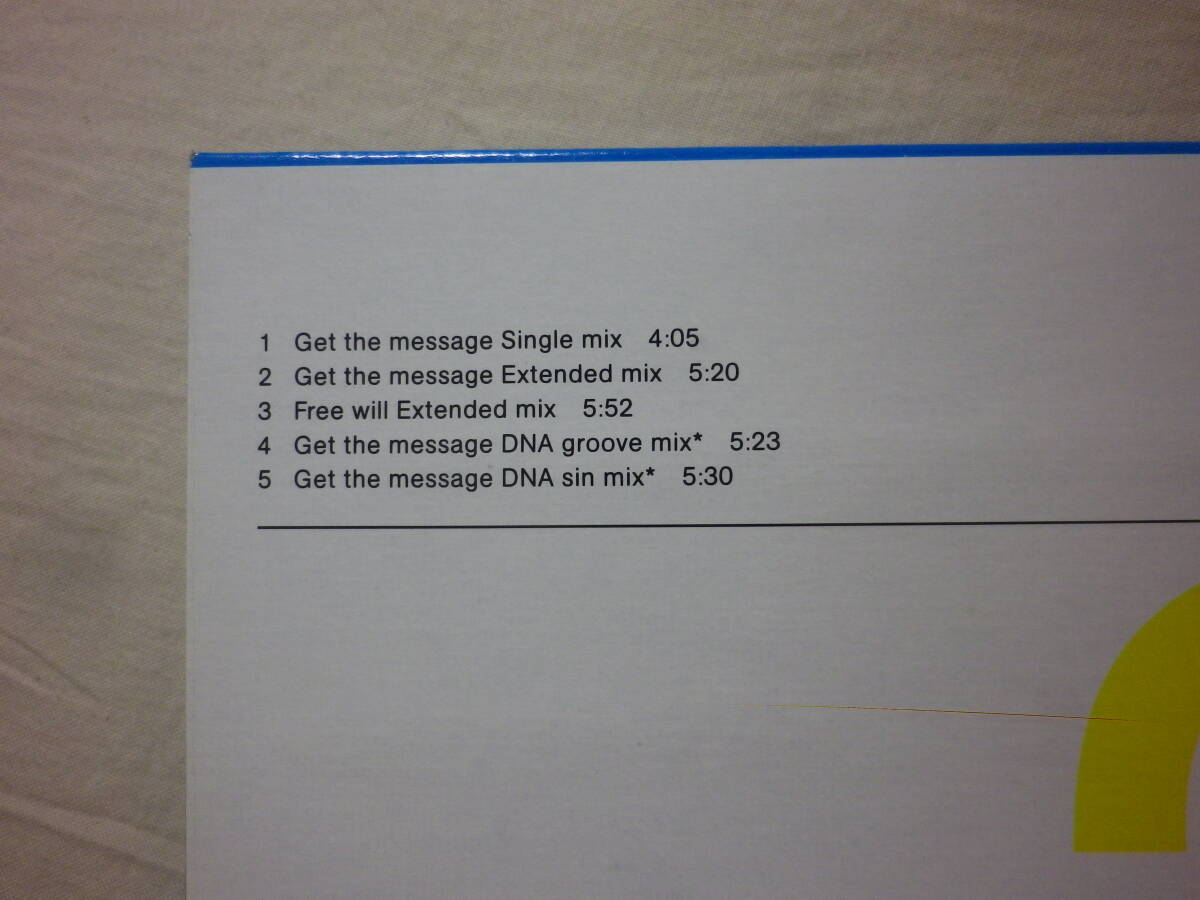 1 Get the message Single mix 4:05
2 Get the message Extended mix 5:20
3 Free will Extended mix 5:52
4 Get the message DNA groove mix* 5:23
5 Get the message DNA sin mix* 5:30